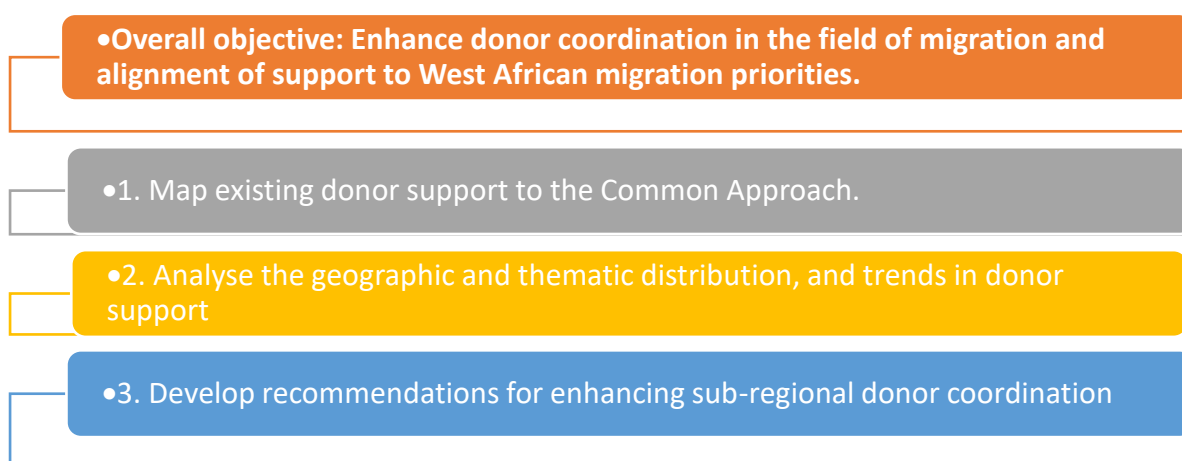 •Overall objective: Enhance donor coordination in the field of migration and
alignment of support to West African migration priorities.
•1. Map existing donor support to the Common Approach.
•2. Analyse the geographic and thematic distribution, and trends in donor
support
•3. Develop recommendations for enhancing sub-regional donor coordination